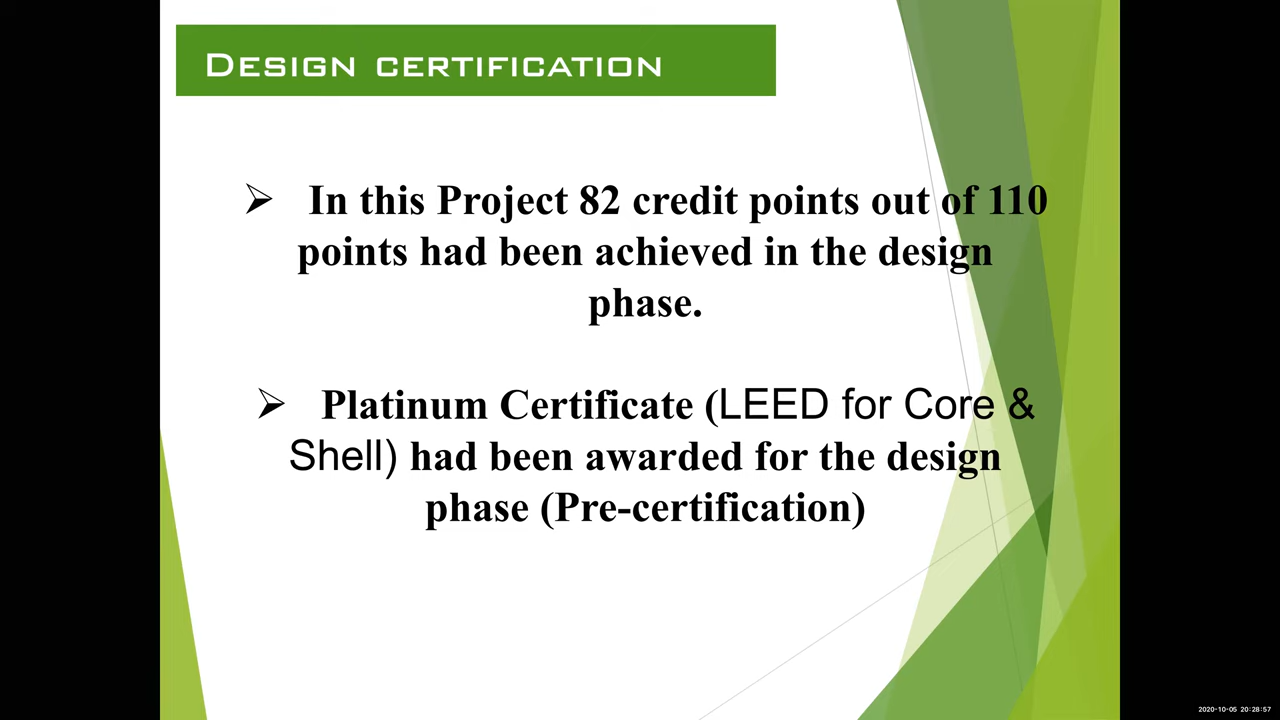 DESIGN CERTIFICATION
➢ In this Project 82 credit points out of 110
points had been achieved in the design
phase.
➢ Platinum Certificate (LEED for Core &
Shell) had been awarded for the design
phase (Pre-certification)
2020-10-05 20:28:57